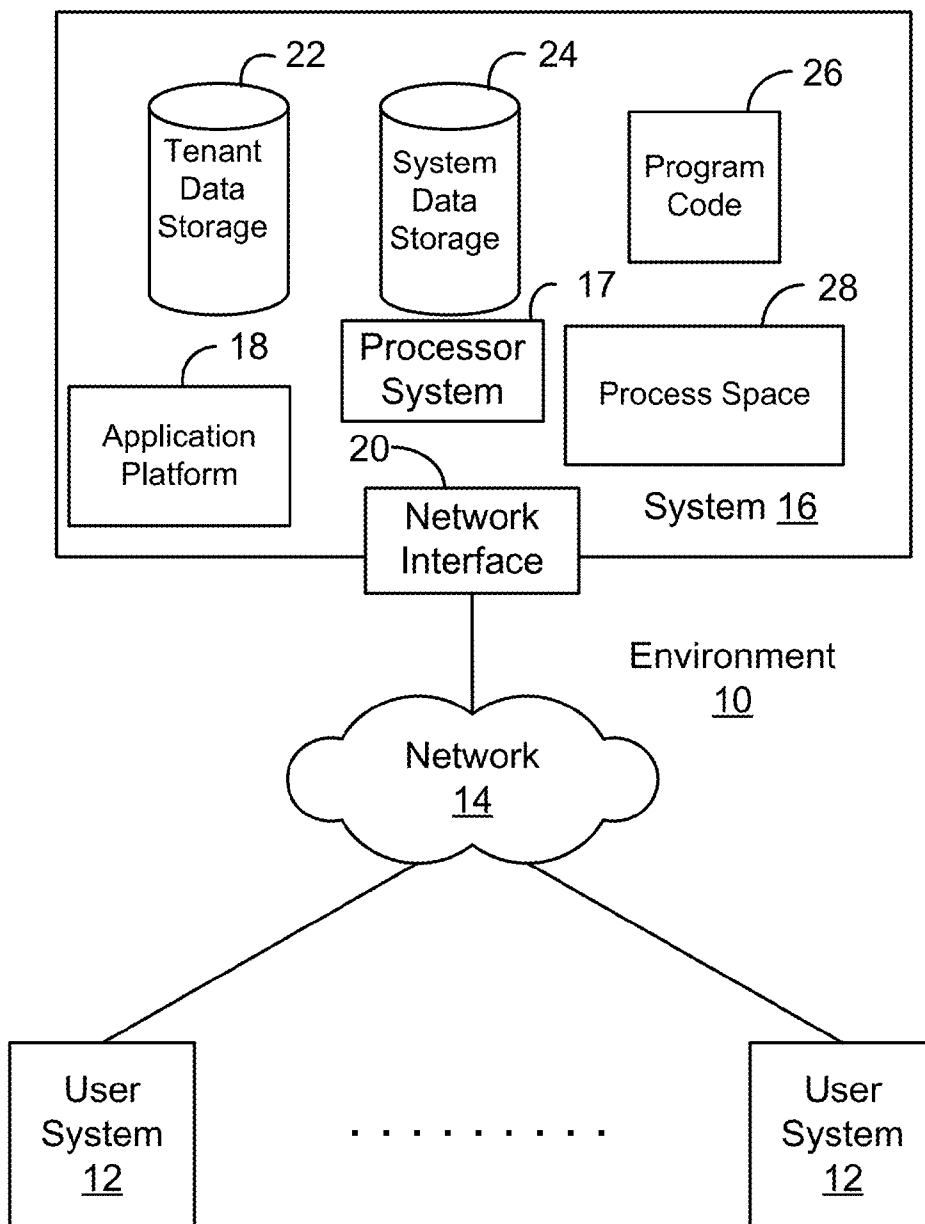 22
Tenant
Data
Storage
24
System
Data
Storage
26
Program
Code
17
Processor
System
28
Process Space
18
Application
Platform
20
Network
Interface
System 16
Environment
10
Network
14
User
System
12
. . . . . . . . .
User
System
12